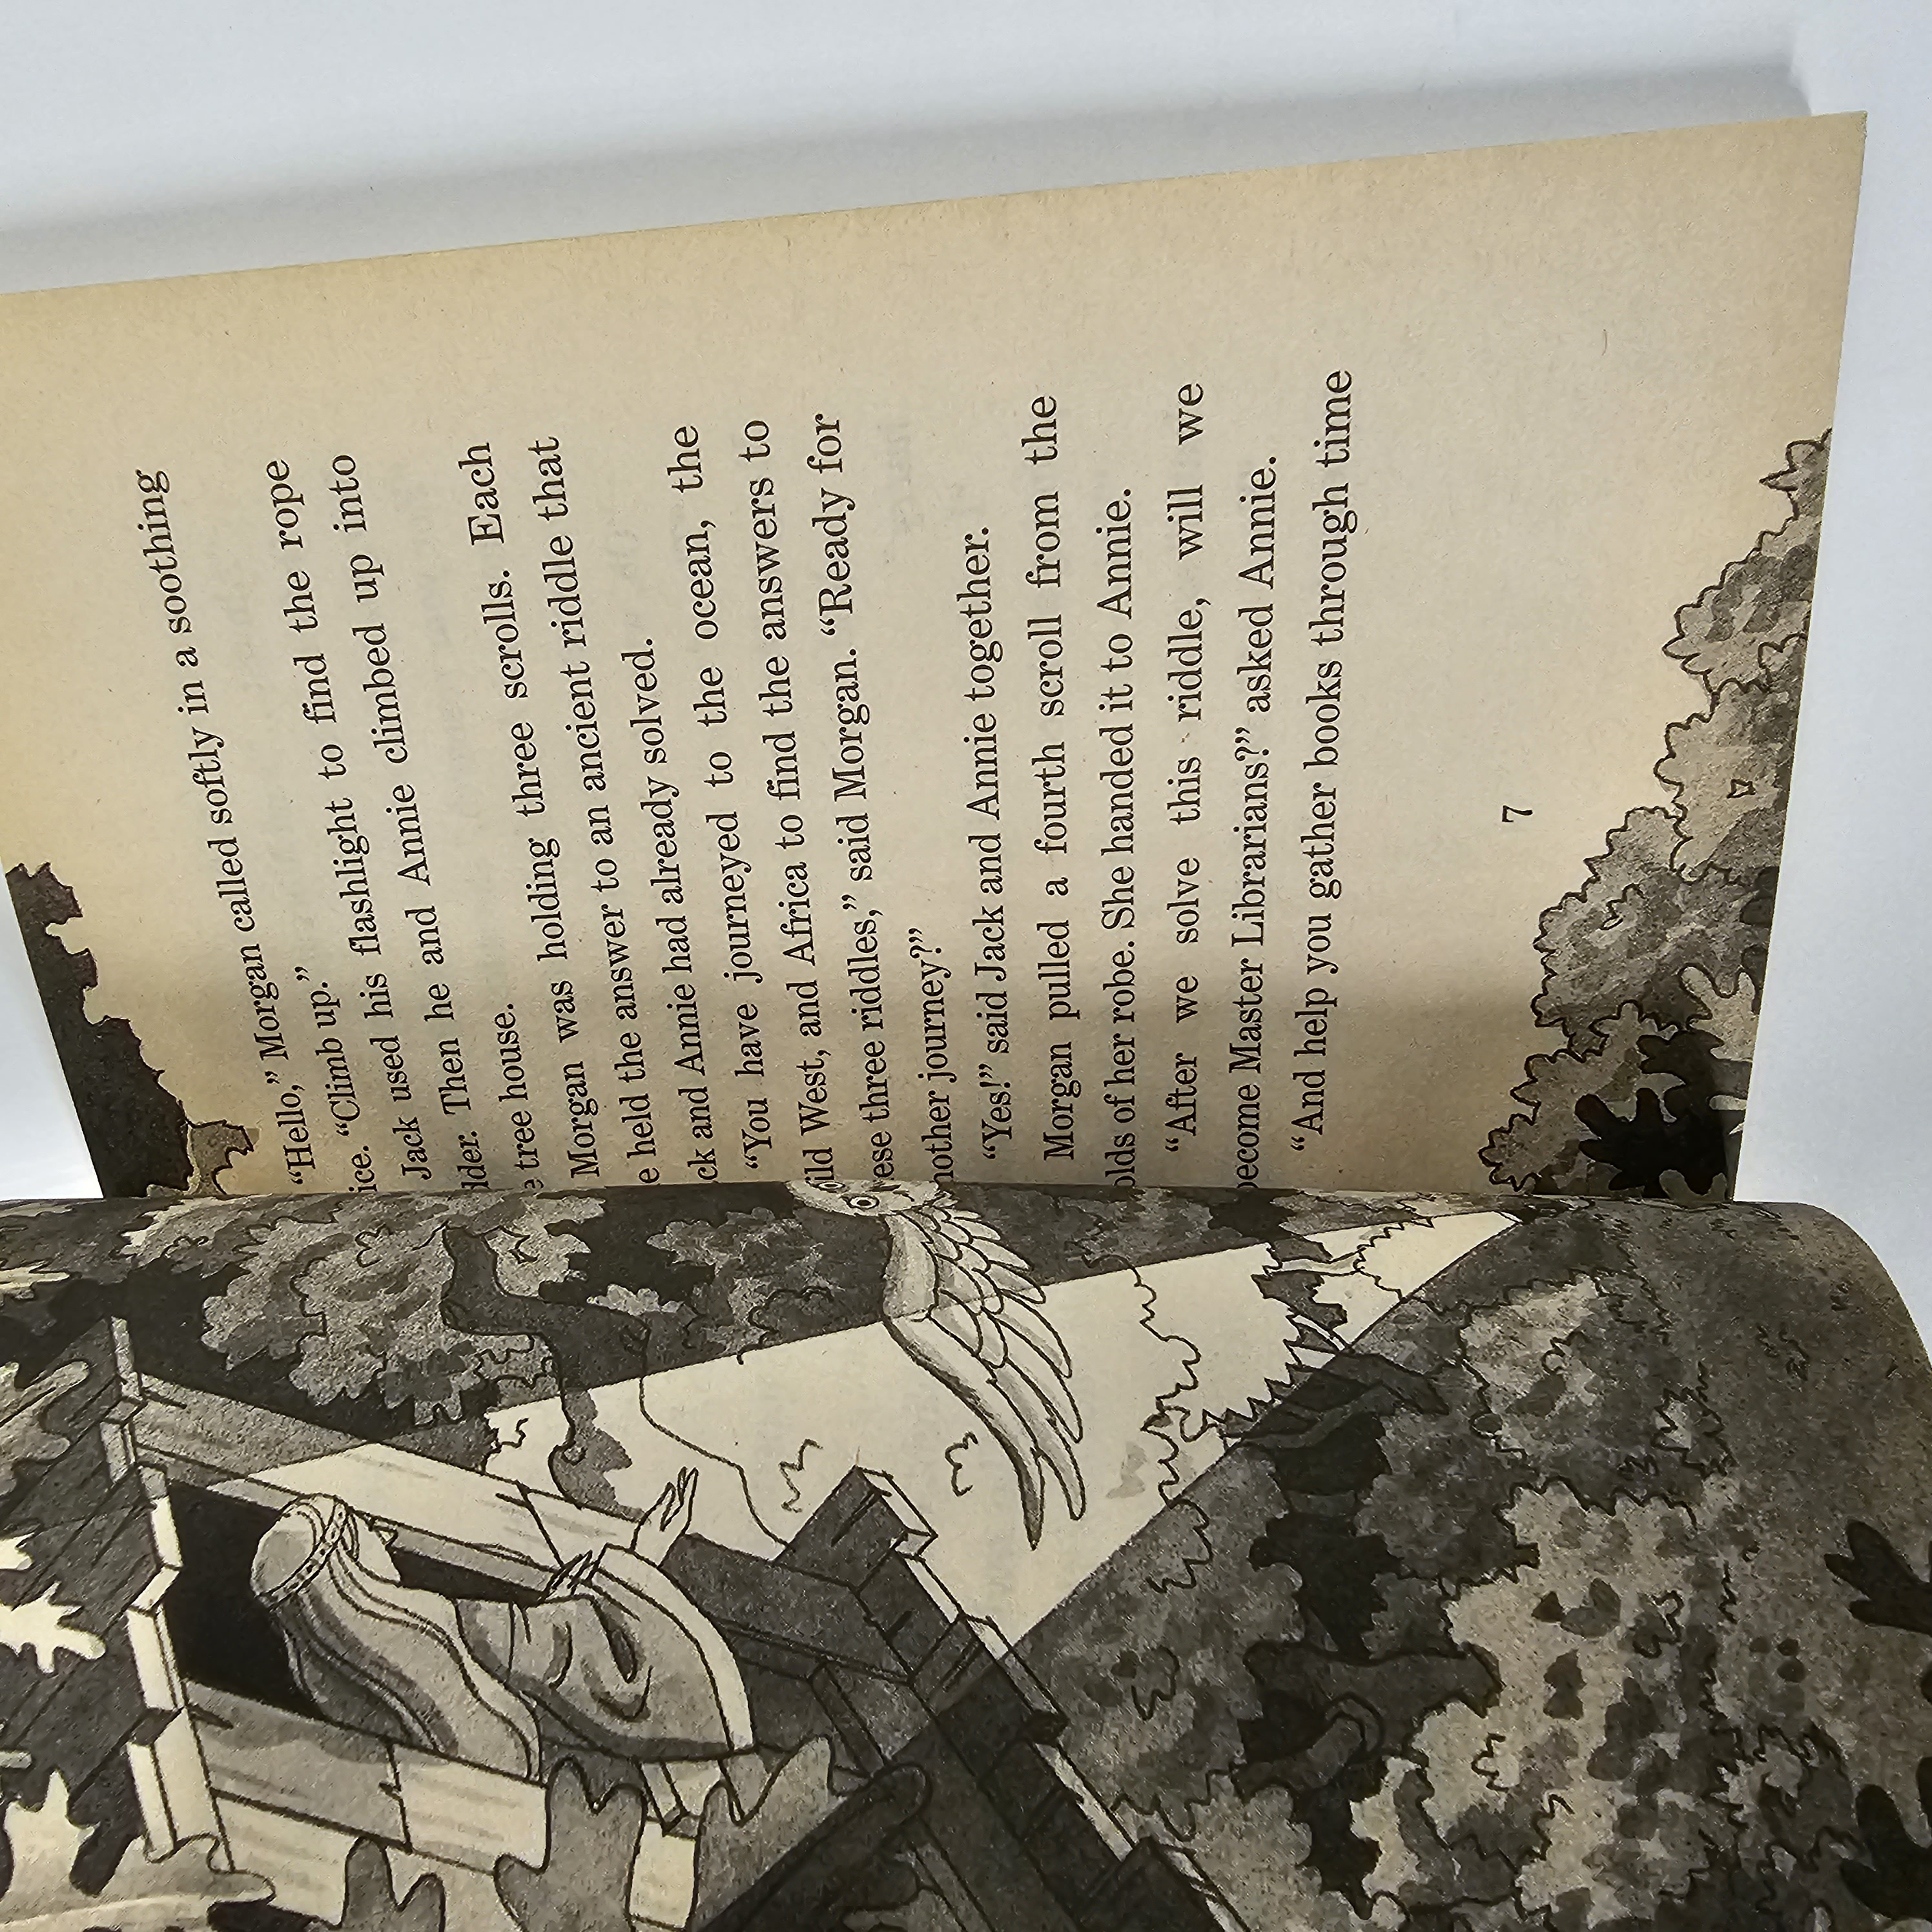 “Hello,” Morgan called softly in a soothing
ice. “Climb up.”
Jack used his flashlight to find the rope
dder. Then he and Annie climbed up into
e tree house.
Morgan was holding three scrolls. Each
e held the answer to an ancient riddle that
ck and Annie had already solved.
“You have journeyed to the ocean, the
ild West, and Africa to find the answers to
ese three riddles,” said Morgan. “Ready for
nother journey?”
“Yes!” said Jack and Annie together.
Morgan pulled a fourth scroll from the
olds of her robe. She handed it to Annie.
“After we solve this riddle, will we
become Master Librarians?” asked Annie.
“And help you gather books through time
7